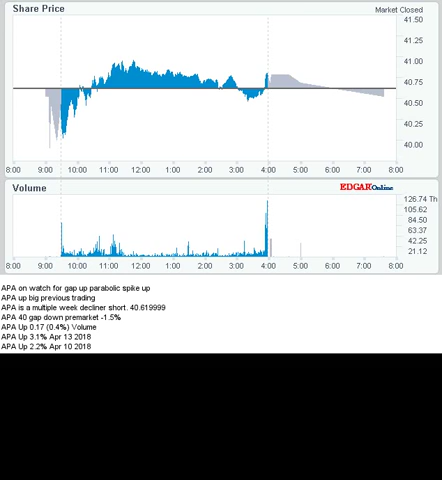 Share Price
Market Closed
41.50
41.25
41.00
40.75
40.50
40.25
40.00
8:00 9:00 10:00 11:00 12:00 1:00 2:00 3:00 4:00 5:00 6:00 7:00 8:00
Volume
EDGAR Online
126.74 Th
105.62
84.50
63.37
42.25
21.12
8:00 9:00 10:00 11:00 12:00 1:00 2:00 3:00 4:00 5:00 6:00 7:00 8:00
APA on watch for gap up parabolic spike up
APA up big previous trading
APA is a multiple week decliner short. 40.619999
APA 40 gap down premarket -1.5%
APA Up 0.17 (0.4%) Volume
APA Up 3.1% Apr 13 2018
APA Up 2.2% Apr 10 2018